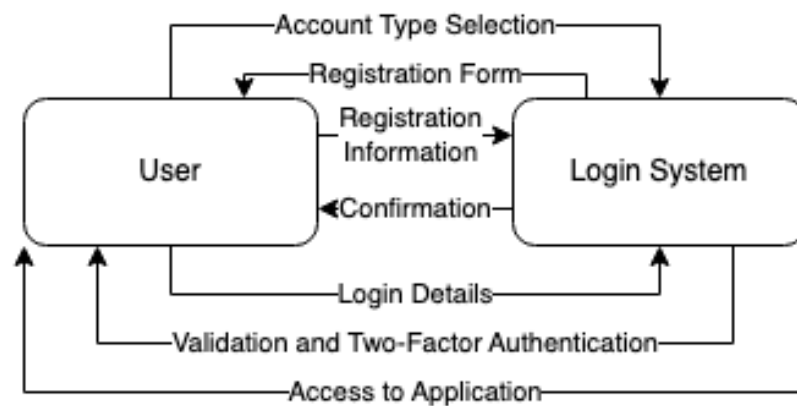 Account Type Selection
Registration Form
Registration
Information
User
Login System
Confirmation
Login Details
Validation and Two-Factor Authentication
Access to Application